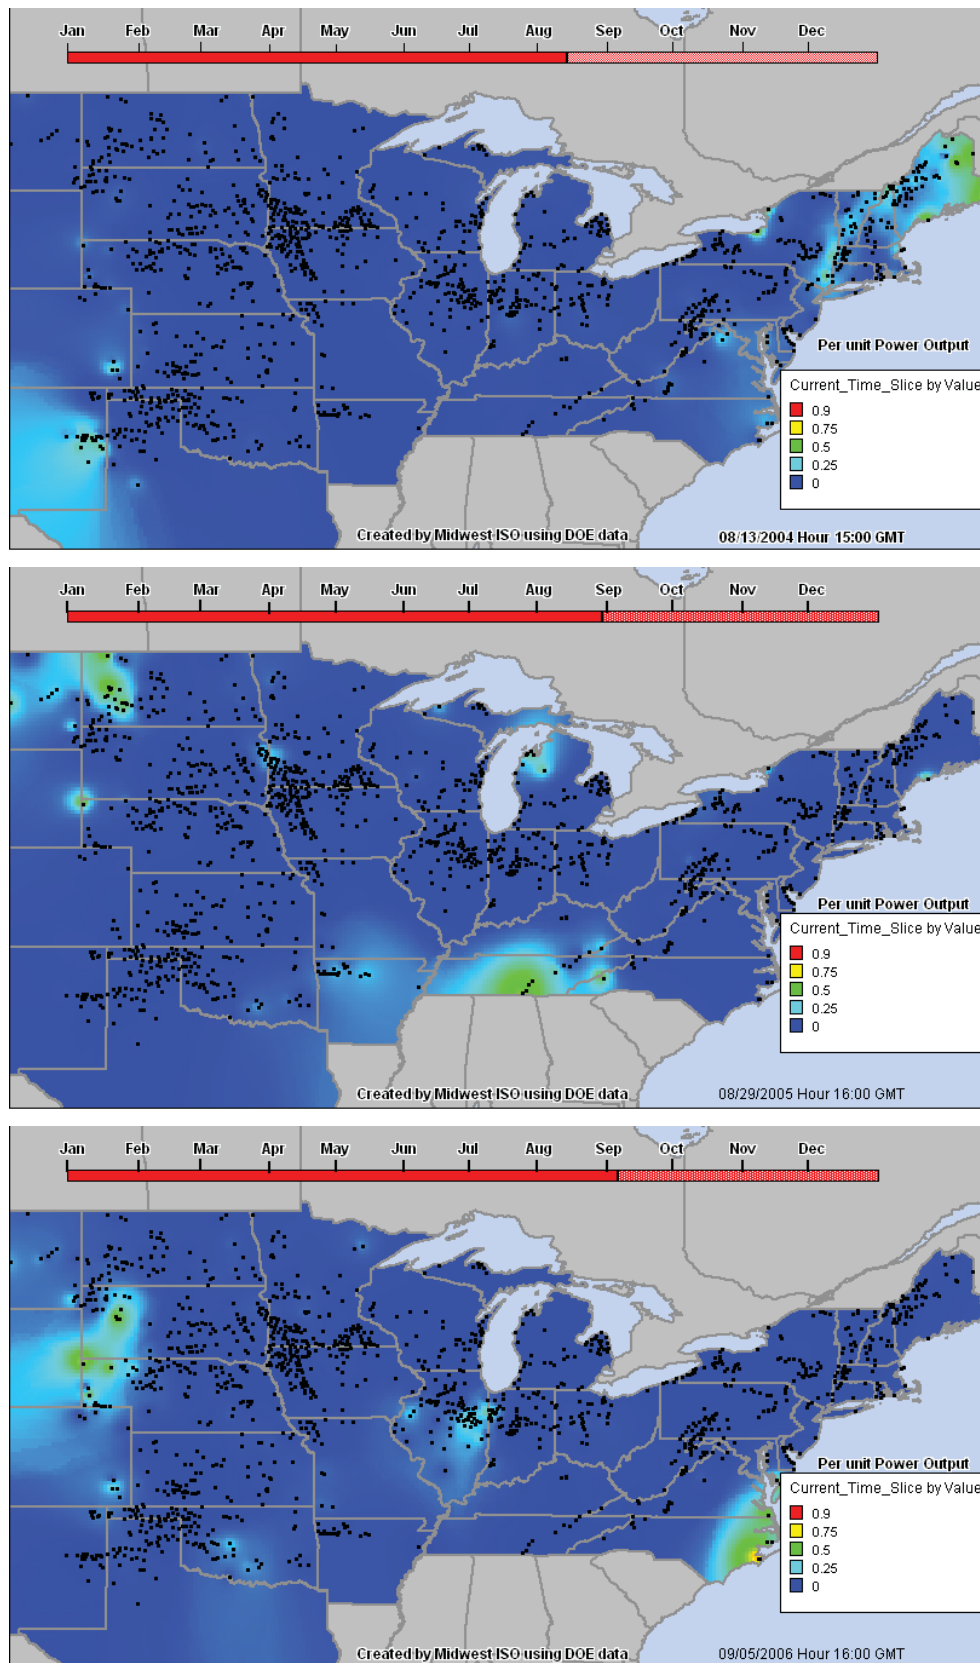 Jan Feb Mar Apr May Jun Jul Aug Sep Oct Nov Dec
Per unit Power Output
Current_Time_Slice by Value
0.9
0.75
0.5
0.25
0
Created by Midwest ISO using DOE data
08/13/2004 Hour 15:00 GMT
Jan Feb Mar Apr May Jun Jul Aug Sep Oct Nov Dec
Per unit Power Output
Current_Time_Slice by Value
0.9
0.75
0.5
0.25
0
Created by Midwest ISO using DOE data
08/29/2005 Hour 16:00 GMT
Jan Feb Mar Apr May Jun Jul Aug Sep Oct Nov Dec
Per unit Power Output
Current_Time_Slice by Value
0.9
0.75
0.5
0.25
0
Created by Midwest ISO using DOE data
09/05/2006 Hour 16:00 GMT